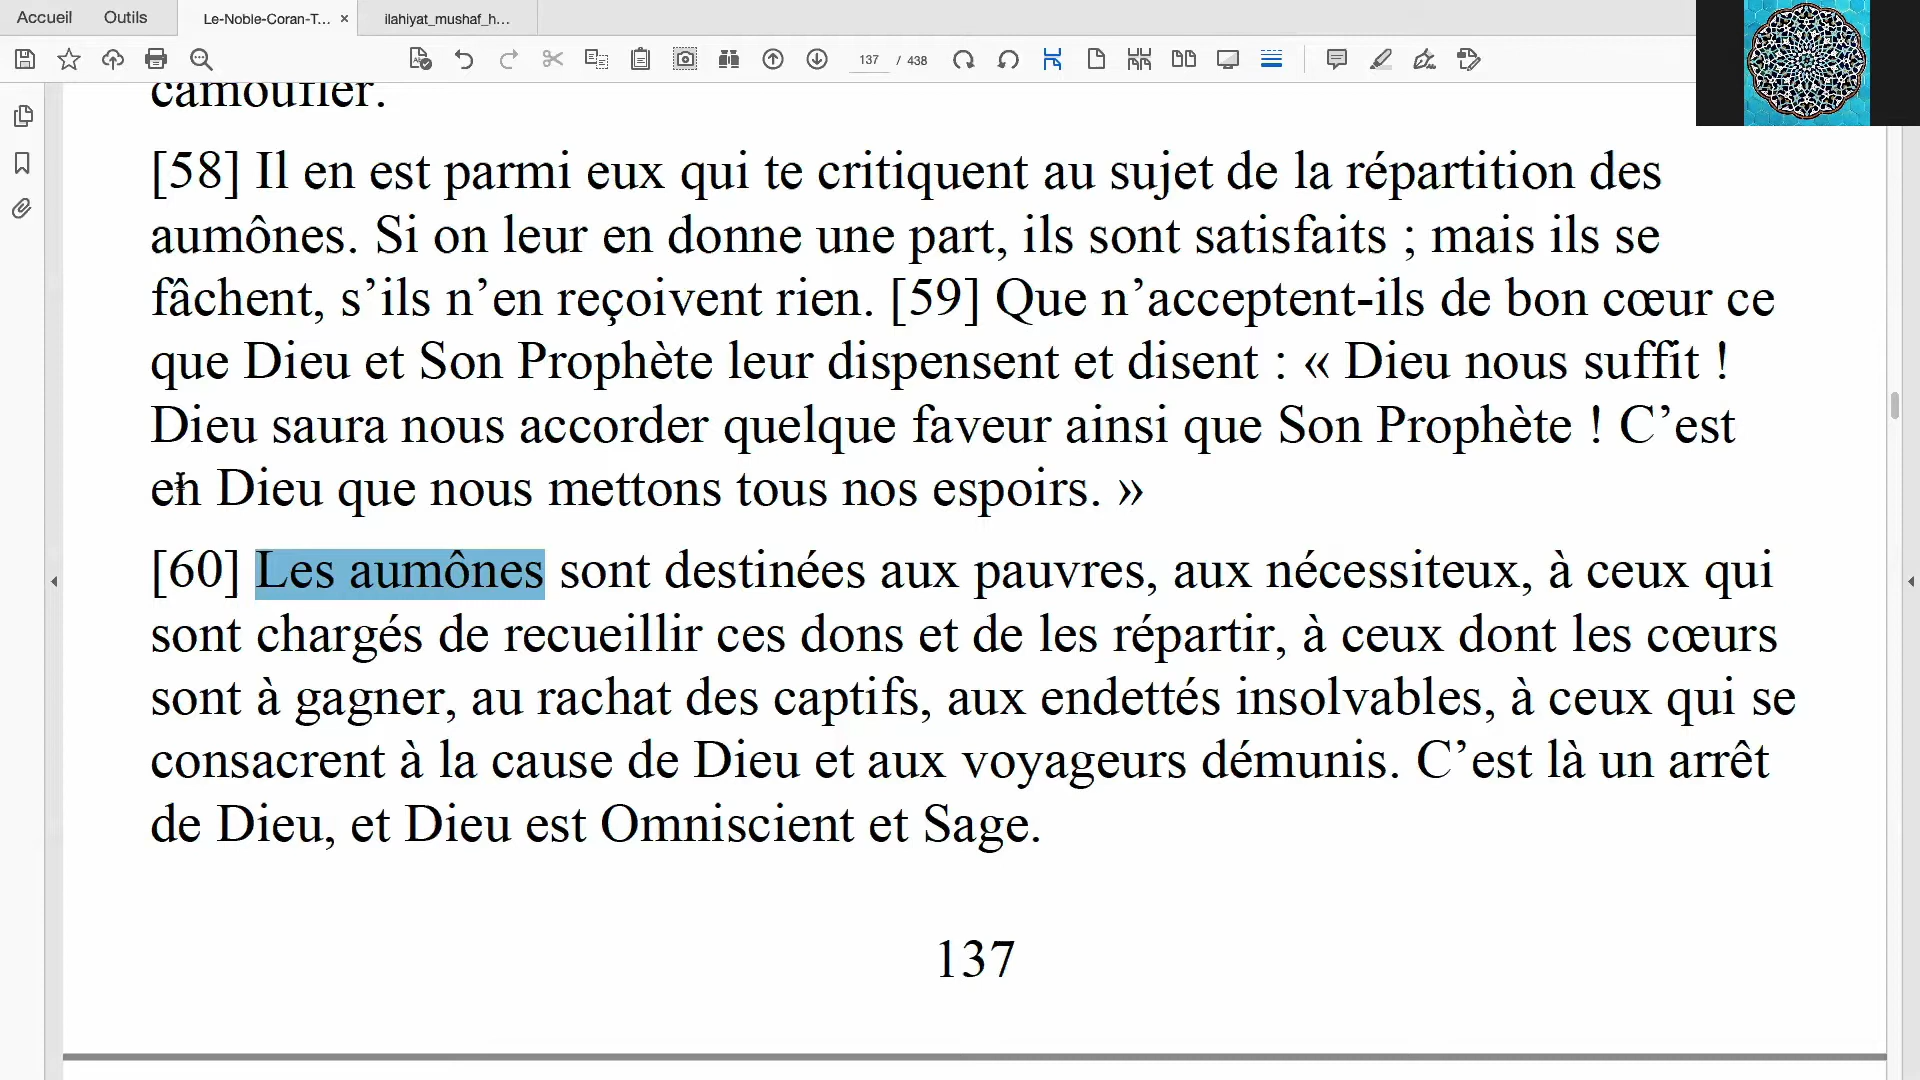 Accueil Outils Le-Noble-Coran-T... × ilahiyat_mushaf_h...
137 / 438
camoufler.
[58] Il en est parmi eux qui te critiquent au sujet de la répartition des
aumônes. Si on leur en donne une part, ils sont satisfaits ; mais ils se
fâchent, s’ils n’en reçoivent rien. [59] Que n’acceptent-ils de bon cœur ce
que Dieu et Son Prophète leur dispensent et disent : « Dieu nous suffit !
Dieu saura nous accorder quelque faveur ainsi que Son Prophète ! C’est
en Dieu que nous mettons tous nos espoirs. »
[60] Les aumônes sont destinées aux pauvres, aux nécessiteux, à ceux qui
sont chargés de recueillir ces dons et de les répartir, à ceux dont les cœurs
sont à gagner, au rachat des captifs, aux endettés insolvables, à ceux qui se
consacrent à la cause de Dieu et aux voyageurs démunis. C’est là un arrêt
de Dieu, et Dieu est Omniscient et Sage.
137